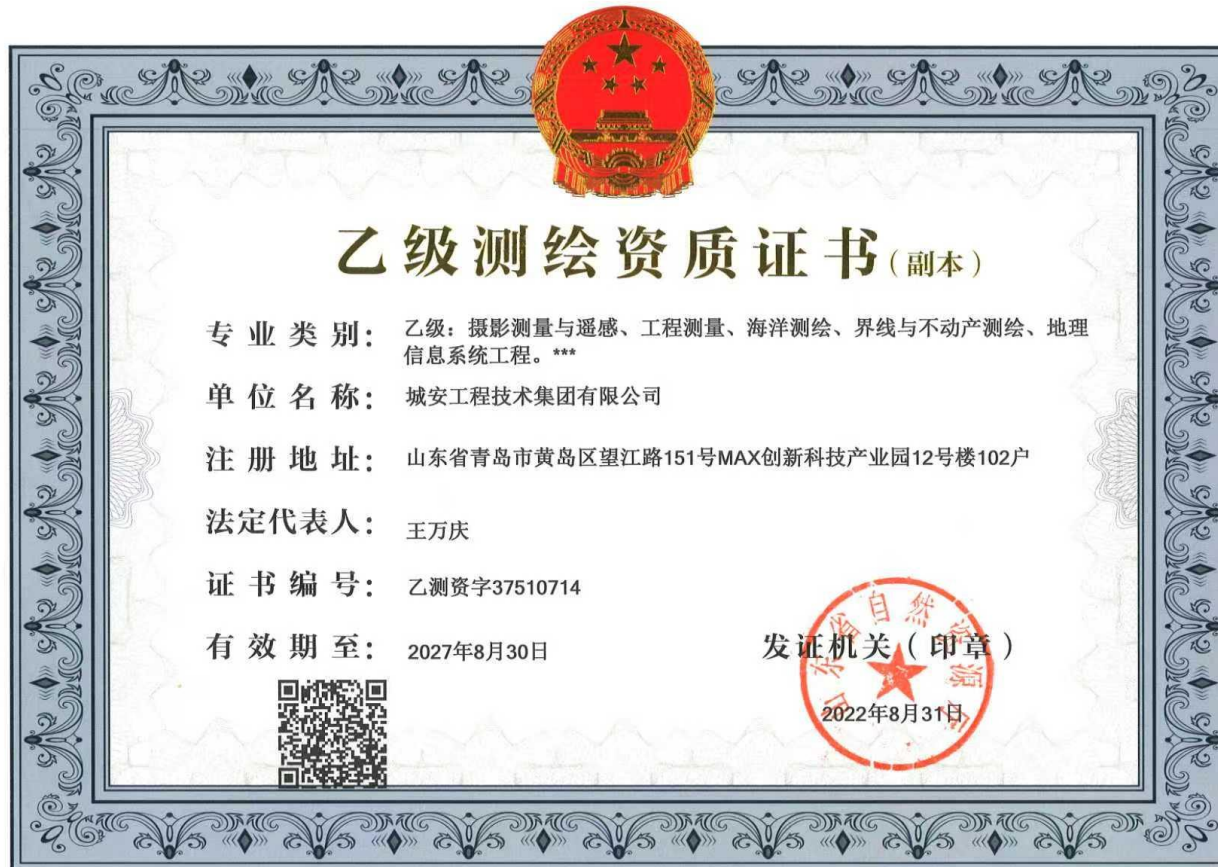 乙级测绘资质证书（副本）
专业类别： 乙级：摄影测量与遥感、工程测量、海洋测绘、界线与不动产测绘、地理
信息系统工程。***
单位名称： 城安工程技术集团有限公司
注册地址： 山东省青岛市黄岛区望江路151号MAX创新科技产业园12号楼102户
法定代表人： 王万庆
证书编号： 乙测资字37510714
有效期至： 2027年8月30日
发证机关（印章）
山东省自然资源厅
2022年8月31日